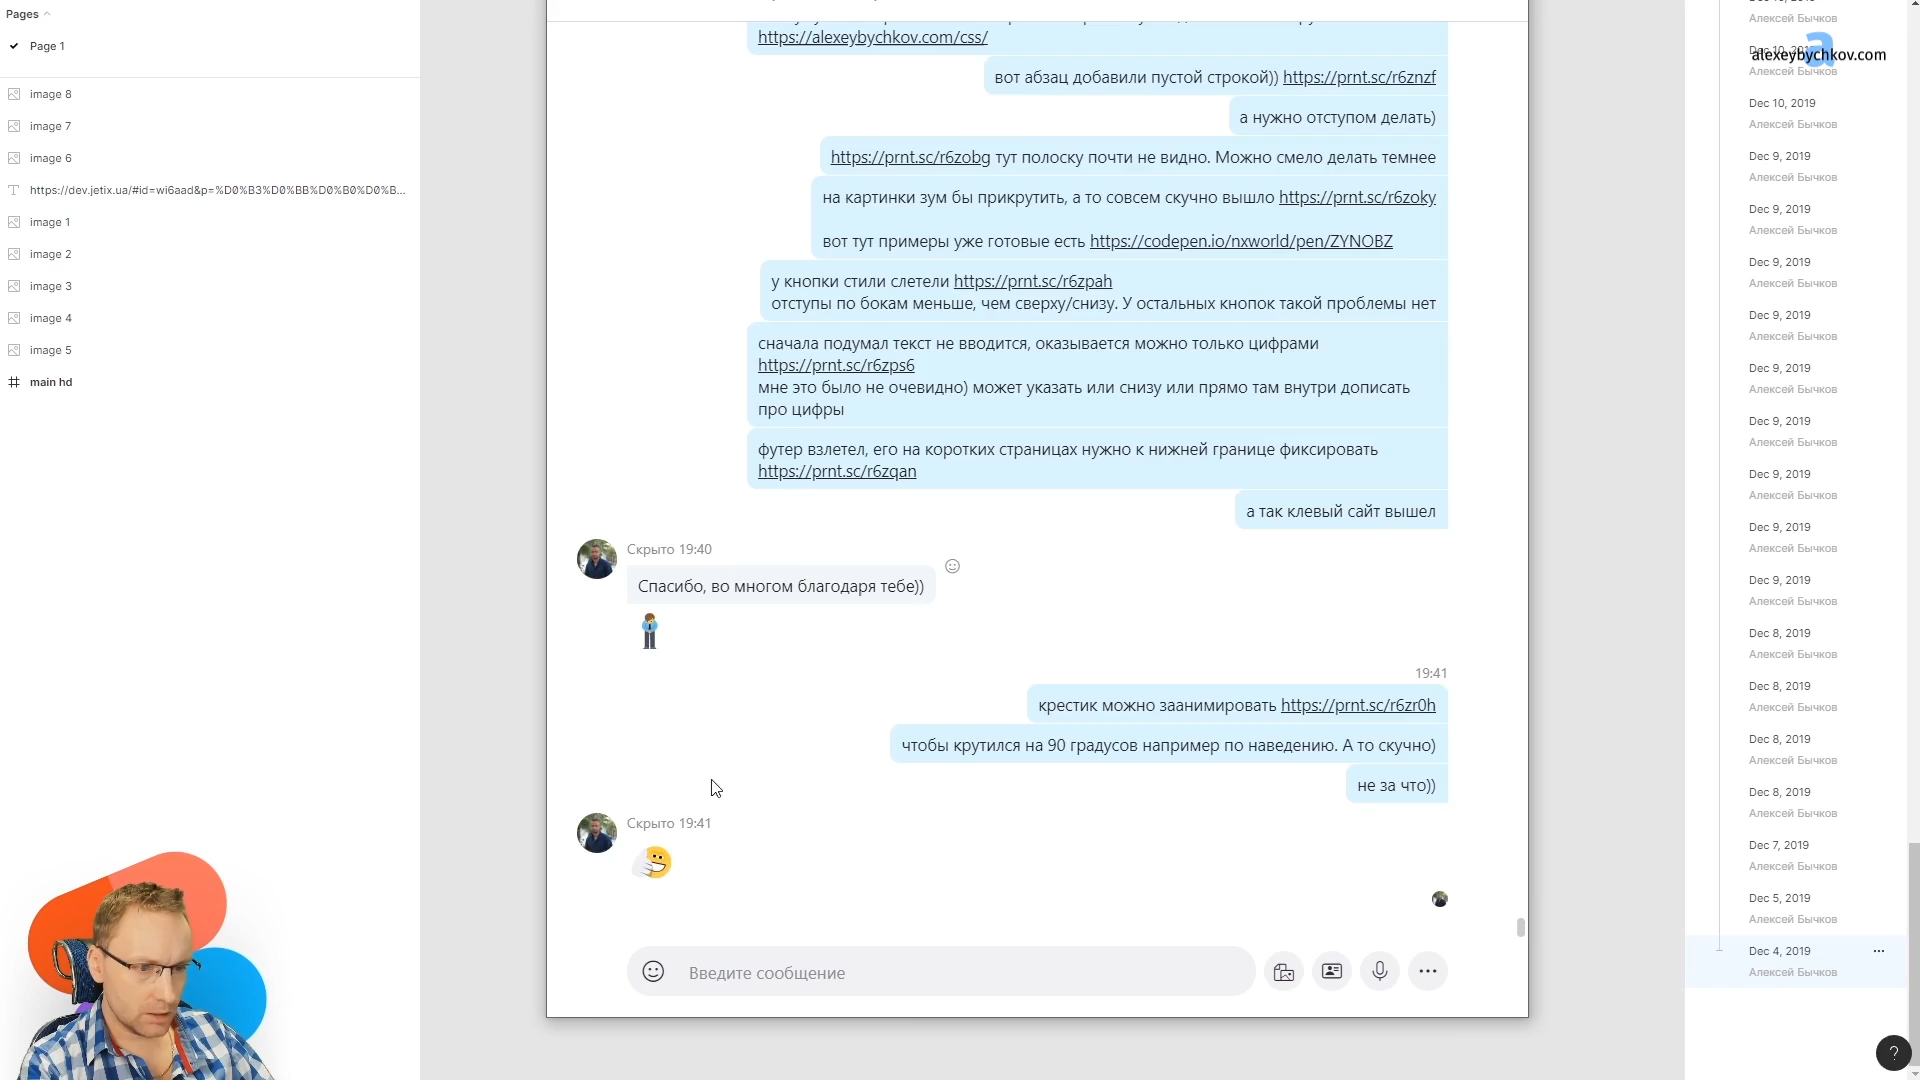 Pages
Page 1
image 8
image 7
image 6
https://dev.jetix.ua/#id=wi6aad&p=%D0%B3%D0%BB%D0%B0%D0%B...
image 1
image 2
image 3
image 4
image 5
main hd
https://alexeybychkov.com/css/
вот абзац добавили пустой строкой)) https://prnt.sc/r6znzf
а нужно отступом делать)
https://prnt.sc/r6zobg тут полоску почти не видно. Можно смело делать темнее
на картинки зум бы прикрутить, а то совсем скучно вышло https://prnt.sc/r6zoky
вот тут примеры уже готовые есть https://codepen.io/nxworld/pen/ZYNOBZ
у кнопки стили слетели https://prnt.sc/r6zpah
отступы по бокам меньше, чем сверху/снизу. У остальных кнопок такой проблемы нет
сначала подумал текст не вводится, оказывается можно только цифрами
https://prnt.sc/r6zps6
мне это было не очевидно) может указать или снизу или прямо там внутри дописать
про цифры
футер взлетел, его на коротких страницах нужно к нижней границе фиксировать
https://prnt.sc/r6zqan
а так клевый сайт вышел
Скрыто 19:40
Спасибо, во многом благодаря тебе))
19:41
крестик можно заанимировать https://prnt.sc/r6zr0h
чтобы крутился на 90 градусов например по наведению. А то скучно)
не за что))
Скрыто 19:41
Введите сообщение
Алексей Бычков
Dec 10, 2019
a
alexeybychkov.com
Алексей Бычков
Dec 10, 2019
Алексей Бычков
Dec 9, 2019
Алексей Бычков
Dec 9, 2019
Алексей Бычков
Dec 9, 2019
Алексей Бычков
Dec 9, 2019
Алексей Бычков
Dec 9, 2019
Алексей Бычков
Dec 9, 2019
Алексей Бычков
Dec 9, 2019
Алексей Бычков
Dec 9, 2019
Алексей Бычков
Dec 9, 2019
Алексей Бычков
Dec 8, 2019
Алексей Бычков
Dec 8, 2019
Алексей Бычков
Dec 8, 2019
Алексей Бычков
Dec 8, 2019
Алексей Бычков
Dec 7, 2019
Алексей Бычков
Dec 5, 2019
Алексей Бычков
Dec 4, 2019
Алексей Бычков
?